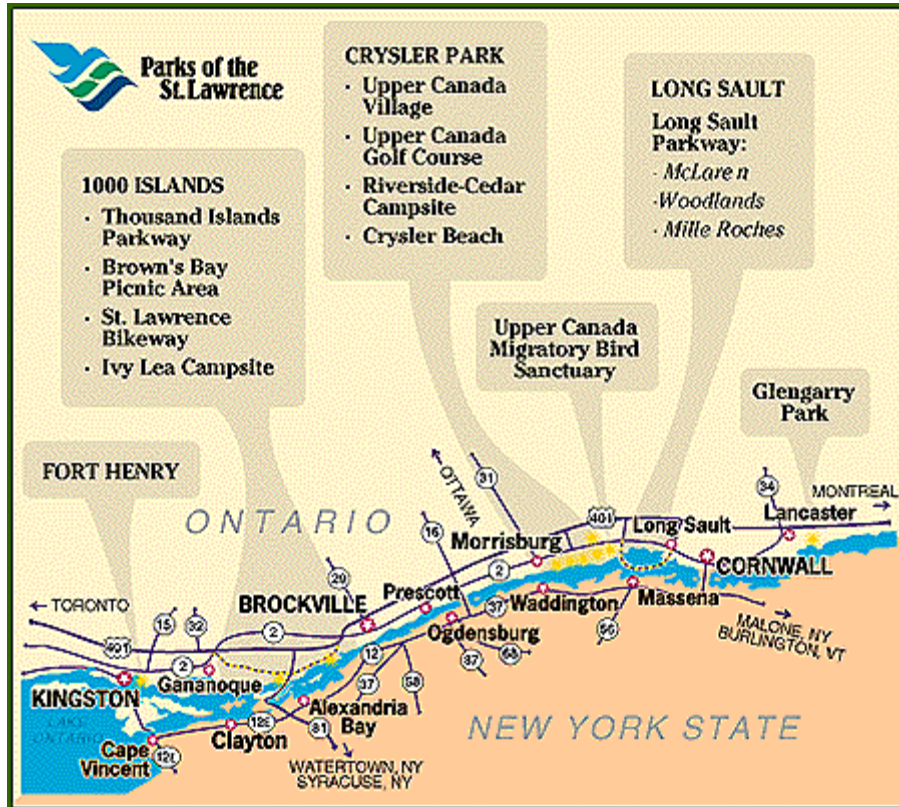 Parks of the
St. Lawrence
CRYSLER PARK
· Upper Canada
Village
· Upper Canada
Golf Course
· Riverside-Cedar
Campsite
· Crysler Beach
LONG SAULT
Long Sault
Parkway:
· McLaren
· Woodlands
· Mille Roches
1000 ISLANDS
· Thousand Islands
Parkway
· Brown's Bay
Picnic Area
· St. Lawrence
Bikeway
· Ivy Lea Campsite
Upper Canada
Migratory Bird
Sanctuary
Glengarry
Park
FORT HENRY
ONTARIO
OTTAWA
31
16
401
34
MONTREAL
Lancaster
Long Sault
Morrisburg
2
CORNWALL
29
Prescott
BROCKVILLE
Waddington
Massena
37
Ogdensburg
56
MALONE, NY
BURLINGTON, VT
TORONTO
15
32
2
401
2
12
37
68
KINGSTON
Gananoque
37
58
LAKE
ONTARIO
Alexandria
Bay
12E
Clayton
81
Cape
Vincent
12E
NEW YORK STATE
WATERTOWN, NY
SYRACUSE, NY